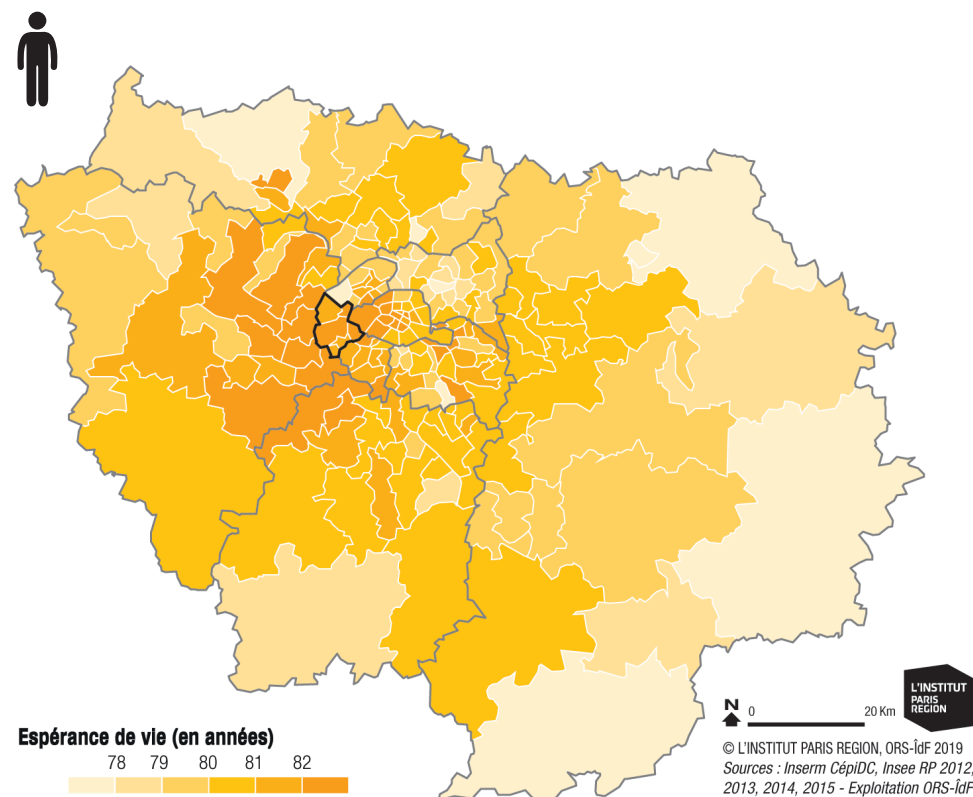 L'INSTITUT
PARIS
REGION
N 0 20 Km
Espérance de vie (en années)
78 79 80 81 82
© L'INSTITUT PARIS REGION, ORS-ÎdF 2019
Sources : Inserm CépiDC, Insee RP 2012,
2013, 2014, 2015 - Exploitation ORS-ÎdF